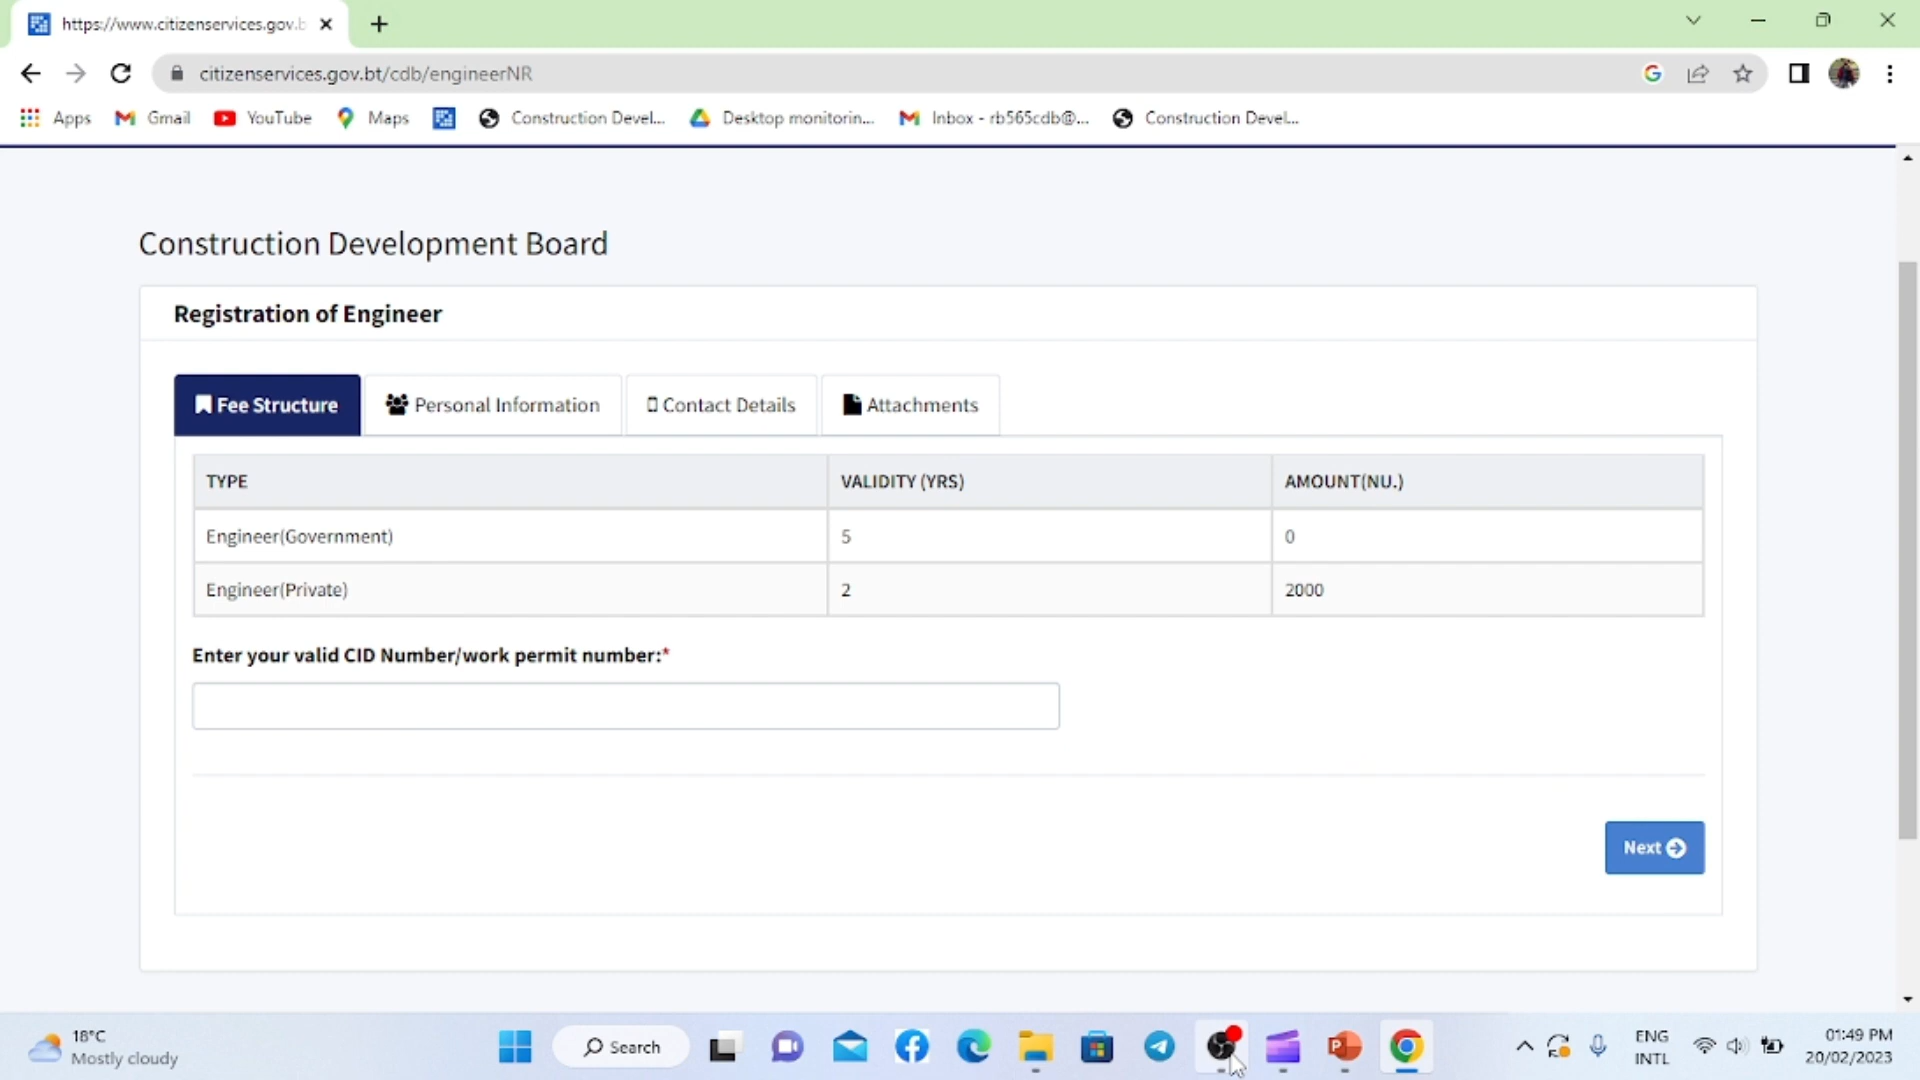 https://www.citizenservices.gov.b
citizenservices.gov.bt/cdb/engineerNR
Apps Gmail YouTube Maps Construction Devel... Desktop monitorin... Inbox - rb565cdb@... Construction Devel...
Construction Development Board
Registration of Engineer
Fee Structure Personal Information Contact Details Attachments
TYPE VALIDITY (YRS) AMOUNT(NU.)
Engineer(Government) 5 0
Engineer(Private) 2 2000
Enter your valid CID Number/work permit number:*
Next
18°C
Mostly cloudy
Search
ENG
INTL
01:49 PM
20/02/2023